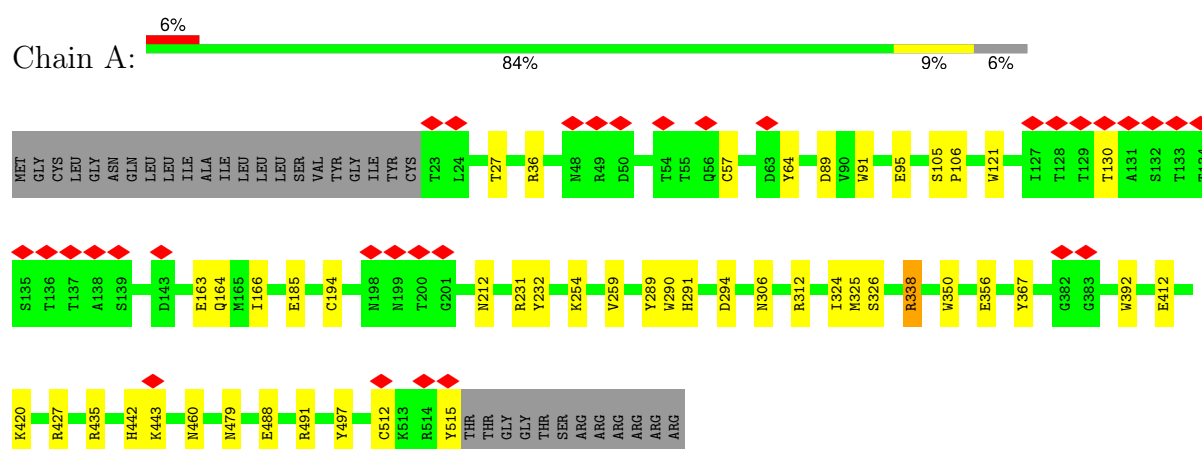 6%
Chain A:
84% 9% 6%
MET GLY CYS LEU GLY ASN GLN LEU LEU ILE ALA ILE LEU LEU LEU SER VAL TYR GLY ILE TYR CYS T23 L24 T27 R36 N48 R49 D50 T54 T55 Q56 C57 D63 Y64 D89 V90 W91 E95 S105 P106 W121 I127 T128 T129 T130 A131 S132 T133 T134
S135 T136 T137 A138 S139 D143 E163 Q164 M165 I166 E185 C194 N198 N199 T200 G201 N212 R231 Y232 K254 V259 Y289 W290 H291 D294 N306 R312 I324 M325 S326 R338 W350 E356 Y367 G382 G383 W392 E412
K420 R427 R435 H442 K443 N460 N479 E488 R491 Y497 C512 K513 R514 Y515 THR THR GLY GLY THR SER ARG ARG ARG ARG ARG ARG